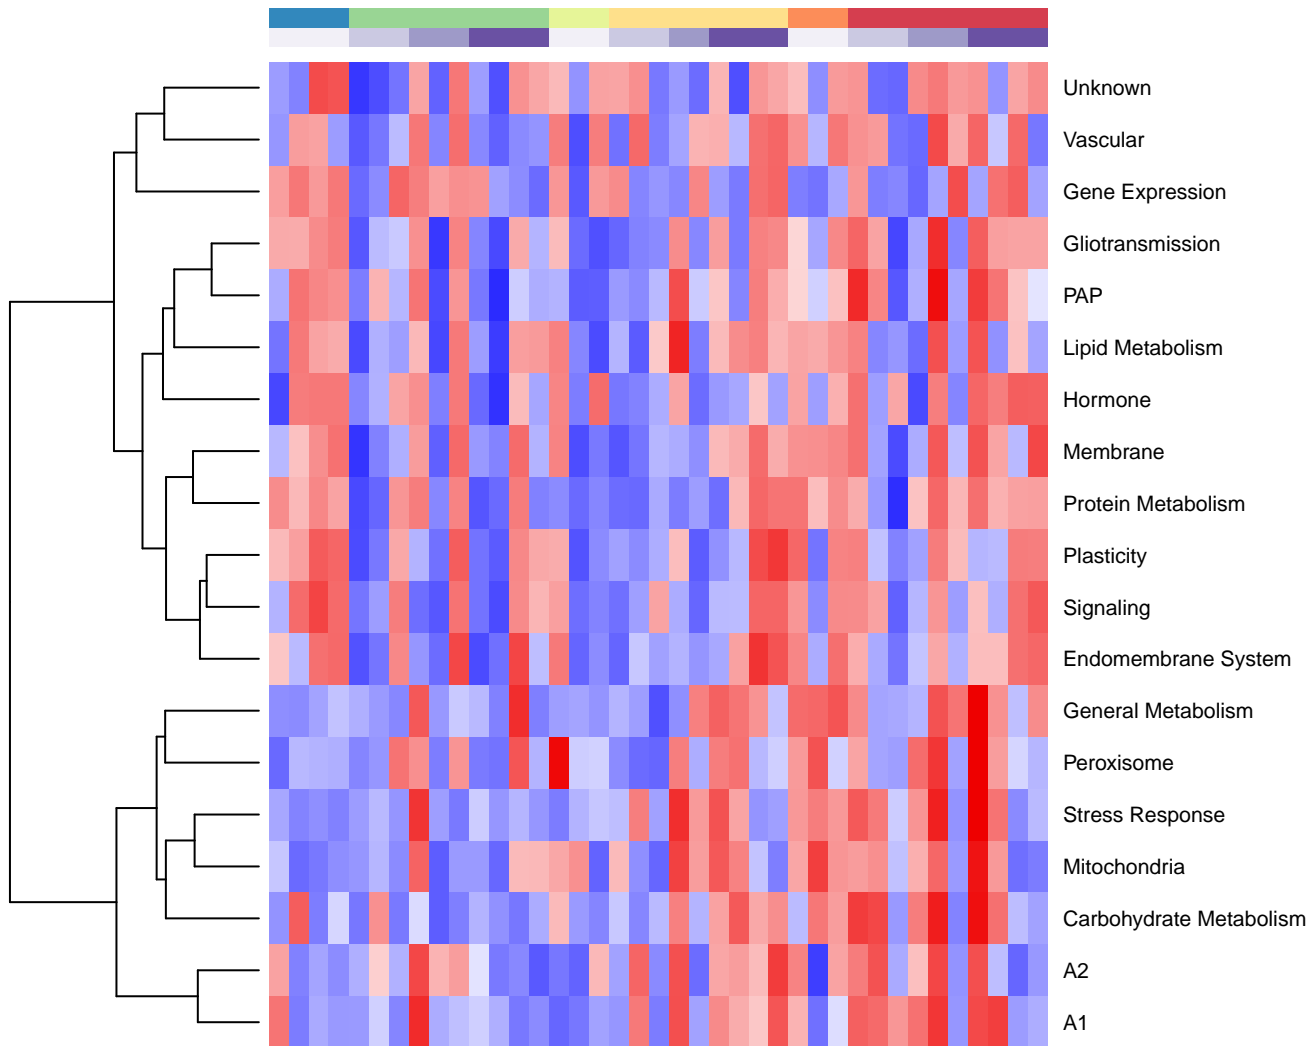 Unknown
Vascular
Gene Expression
Gliotransmission
PAP
Lipid Metabolism
Hormone
Membrane
Protein Metabolism
Plasticity
Signaling
Endomembrane System
General Metabolism
Peroxisome
Stress Response
Mitochondria
Carbohydrate Metabolism
A2
A1